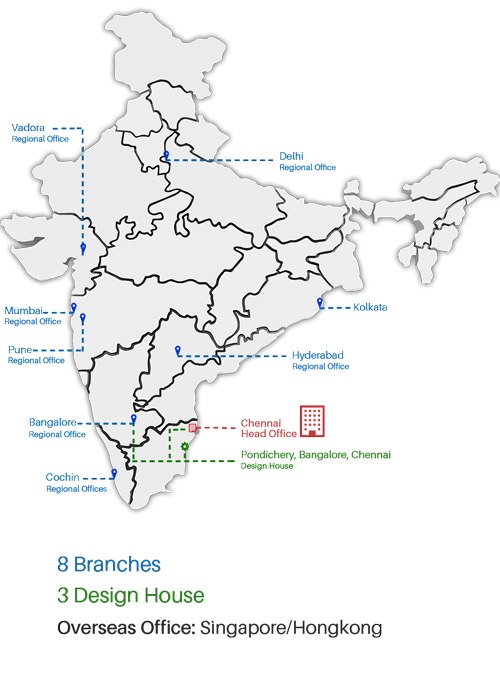 Vadora
Regional Office
Delhi
Regional Office
Mumbai
Regional Office
Kolkata
Pune
Regional Office
Hyderabad
Regional Office
Bangalore
Regional Office
Chennai
Head Office
Pondichery, Bangalore, Chennai
Design House
Cochin
Regional Offices
8 Branches
3 Design House
Overseas Office: Singapore/Hongkong